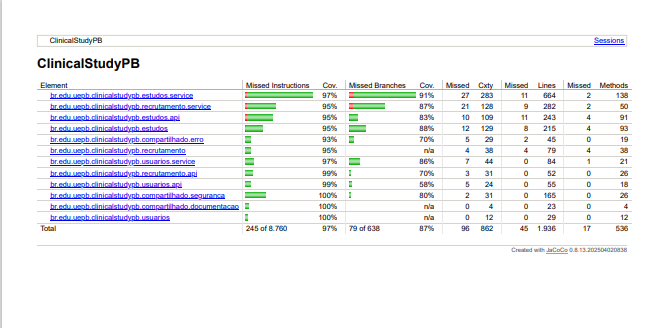 ClinicalStudyPB Sessions
ClinicalStudyPB
Element Missed Instructions Cov. Missed Branches Cov. Missed Cxty Missed Lines Missed Methods
br.edu.uepb.clinicalstudypb.estudos.service 97% 91% 27 283 11 664 2 138
br.edu.uepb.clinicalstudypb.recrutamento.service 95% 87% 21 128 9 282 2 50
br.edu.uepb.clinicalstudypb.estudos.api 95% 83% 10 109 11 243 4 91
br.edu.uepb.clinicalstudypb.estudos 95% 88% 12 129 8 215 4 93
br.edu.uepb.clinicalstudypb.compartilhado.erro 93% 70% 5 29 2 45 0 19
br.edu.uepb.clinicalstudypb.recrutamento 95% n/a 4 38 4 79 4 38
br.edu.uepb.clinicalstudypb.usuarios.service 97% 86% 7 44 0 84 1 21
br.edu.uepb.clinicalstudypb.recrutamento.api 99% 70% 3 31 0 52 0 26
br.edu.uepb.clinicalstudypb.usuarios.api 99% 58% 5 24 0 55 0 18
br.edu.uepb.clinicalstudypb.compartilhado.seguranca 100% 80% 2 31 0 165 0 26
br.edu.uepb.clinicalstudypb.compartilhado.documentacao 100% n/a 0 4 0 23 0 4
br.edu.uepb.clinicalstudypb.usuarios 100% n/a 0 12 0 29 0 12
Total 245 of 8.760 97% 79 of 638 87% 96 862 45 1.936 17 536
Created with JaCoCo 0.8.13.202504020838